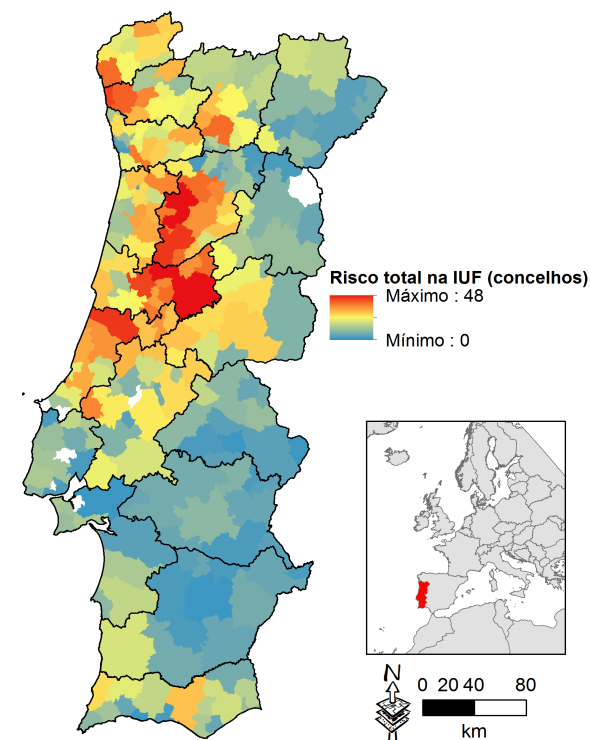 Risco total na IUF (concelhos)
Máximo : 48
Mínimo : 0
N
0 20 40 80
km